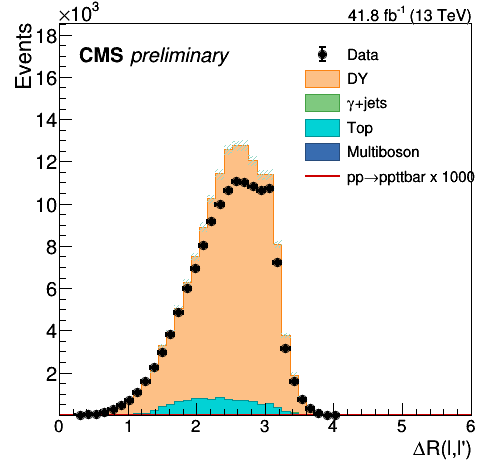 ×10³
41.8 fb⁻¹ (13 TeV)
Events
CMS preliminary
Data
DY
γ+jets
Top
Multiboson
pp→ppttbar x 1000
18
16
14
12
10
8
6
4
2
0 1 2 3 4 5 6
ΔR(l,l')